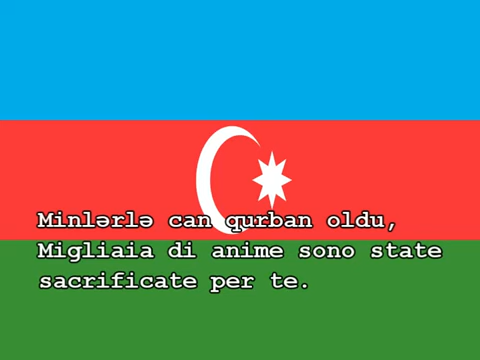 Minlərlə can qurban oldu,
Migliaia di anime sono state
sacrificate per te.